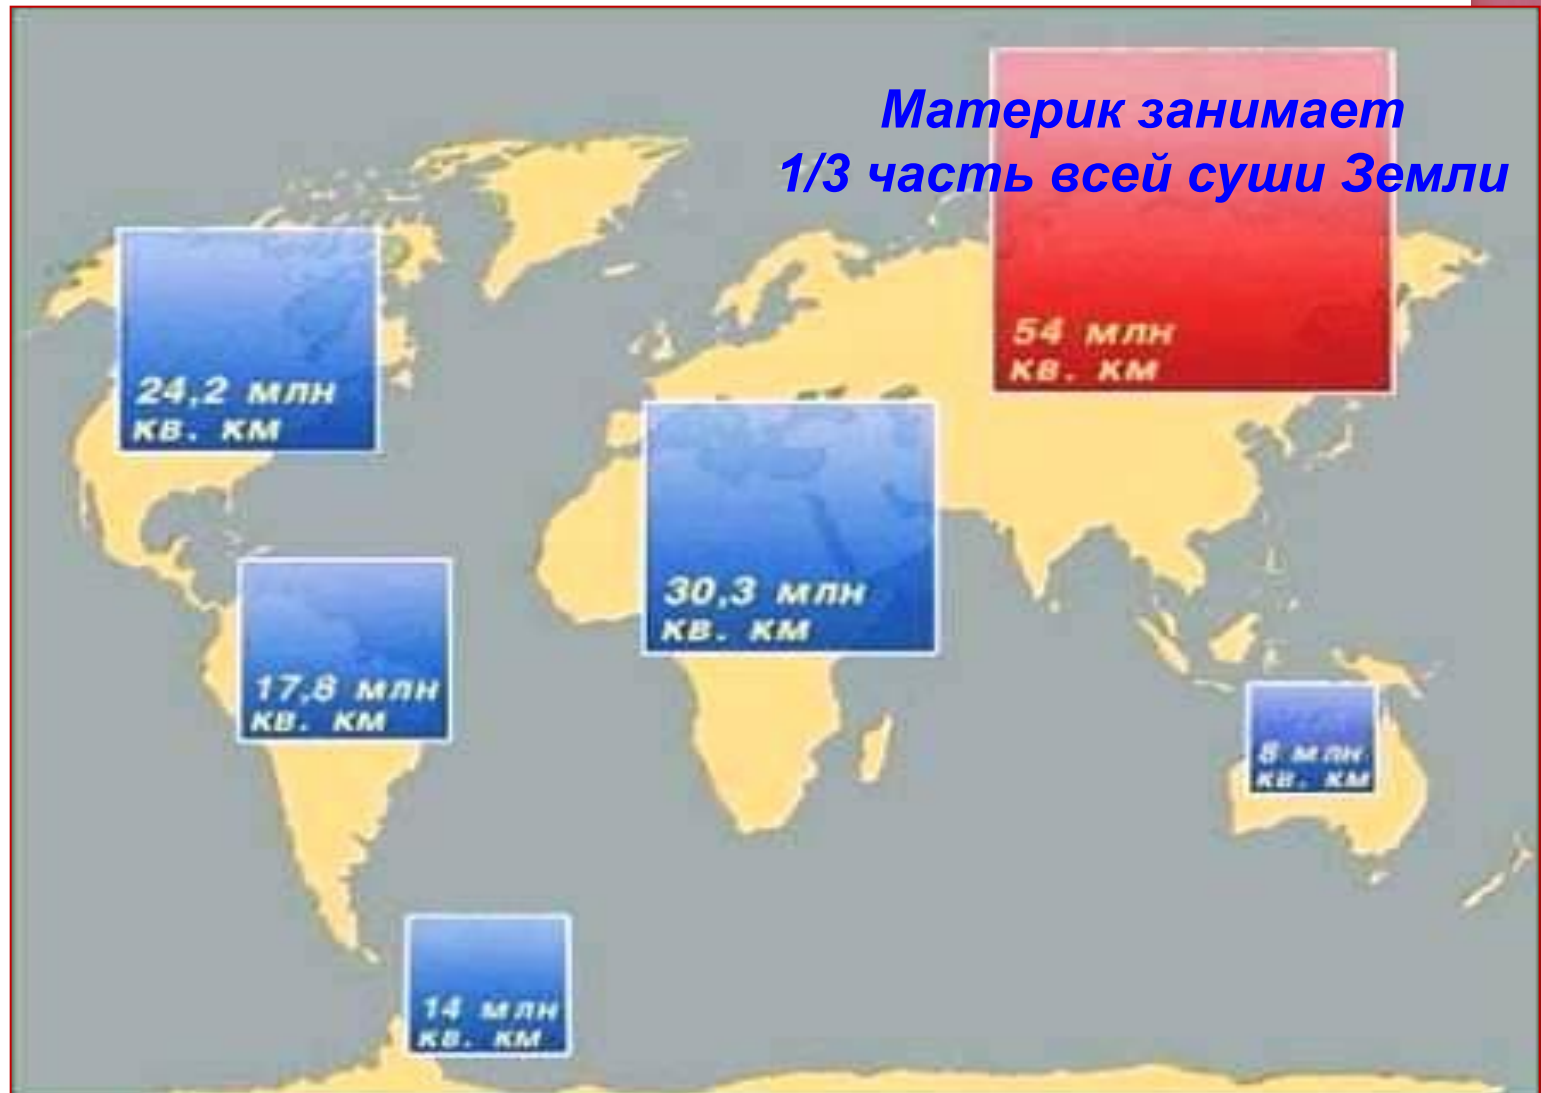 Материк занимает
1/3 часть всей суши Земли
54 млн
кв. км
24,2 млн
кв. км
30,3 млн
кв. км
17,8 млн
кв. км
8 млн
кв. км
14 млн
кв. км